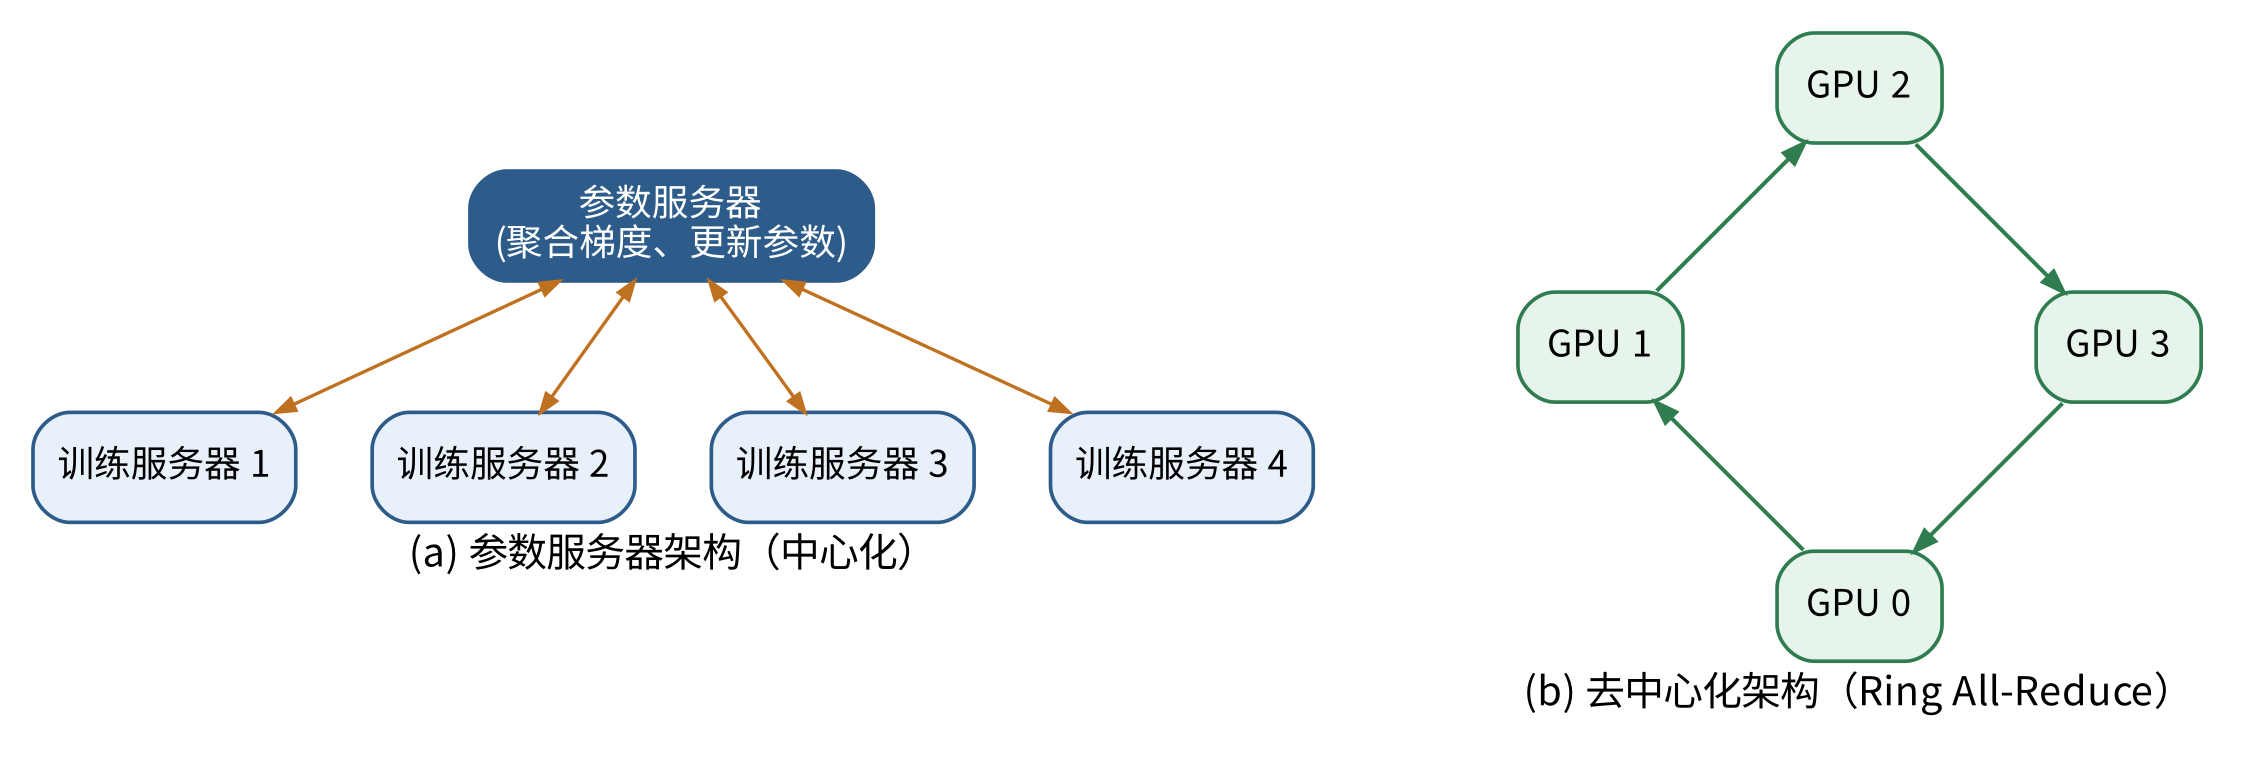 参数服务器
(聚合梯度、更新参数)
训练服务器 1
训练服务器 2
训练服务器 3
训练服务器 4
(a) 参数服务器架构（中心化）
GPU 2
GPU 1
GPU 3
GPU 0
(b) 去中心化架构（Ring All-Reduce）